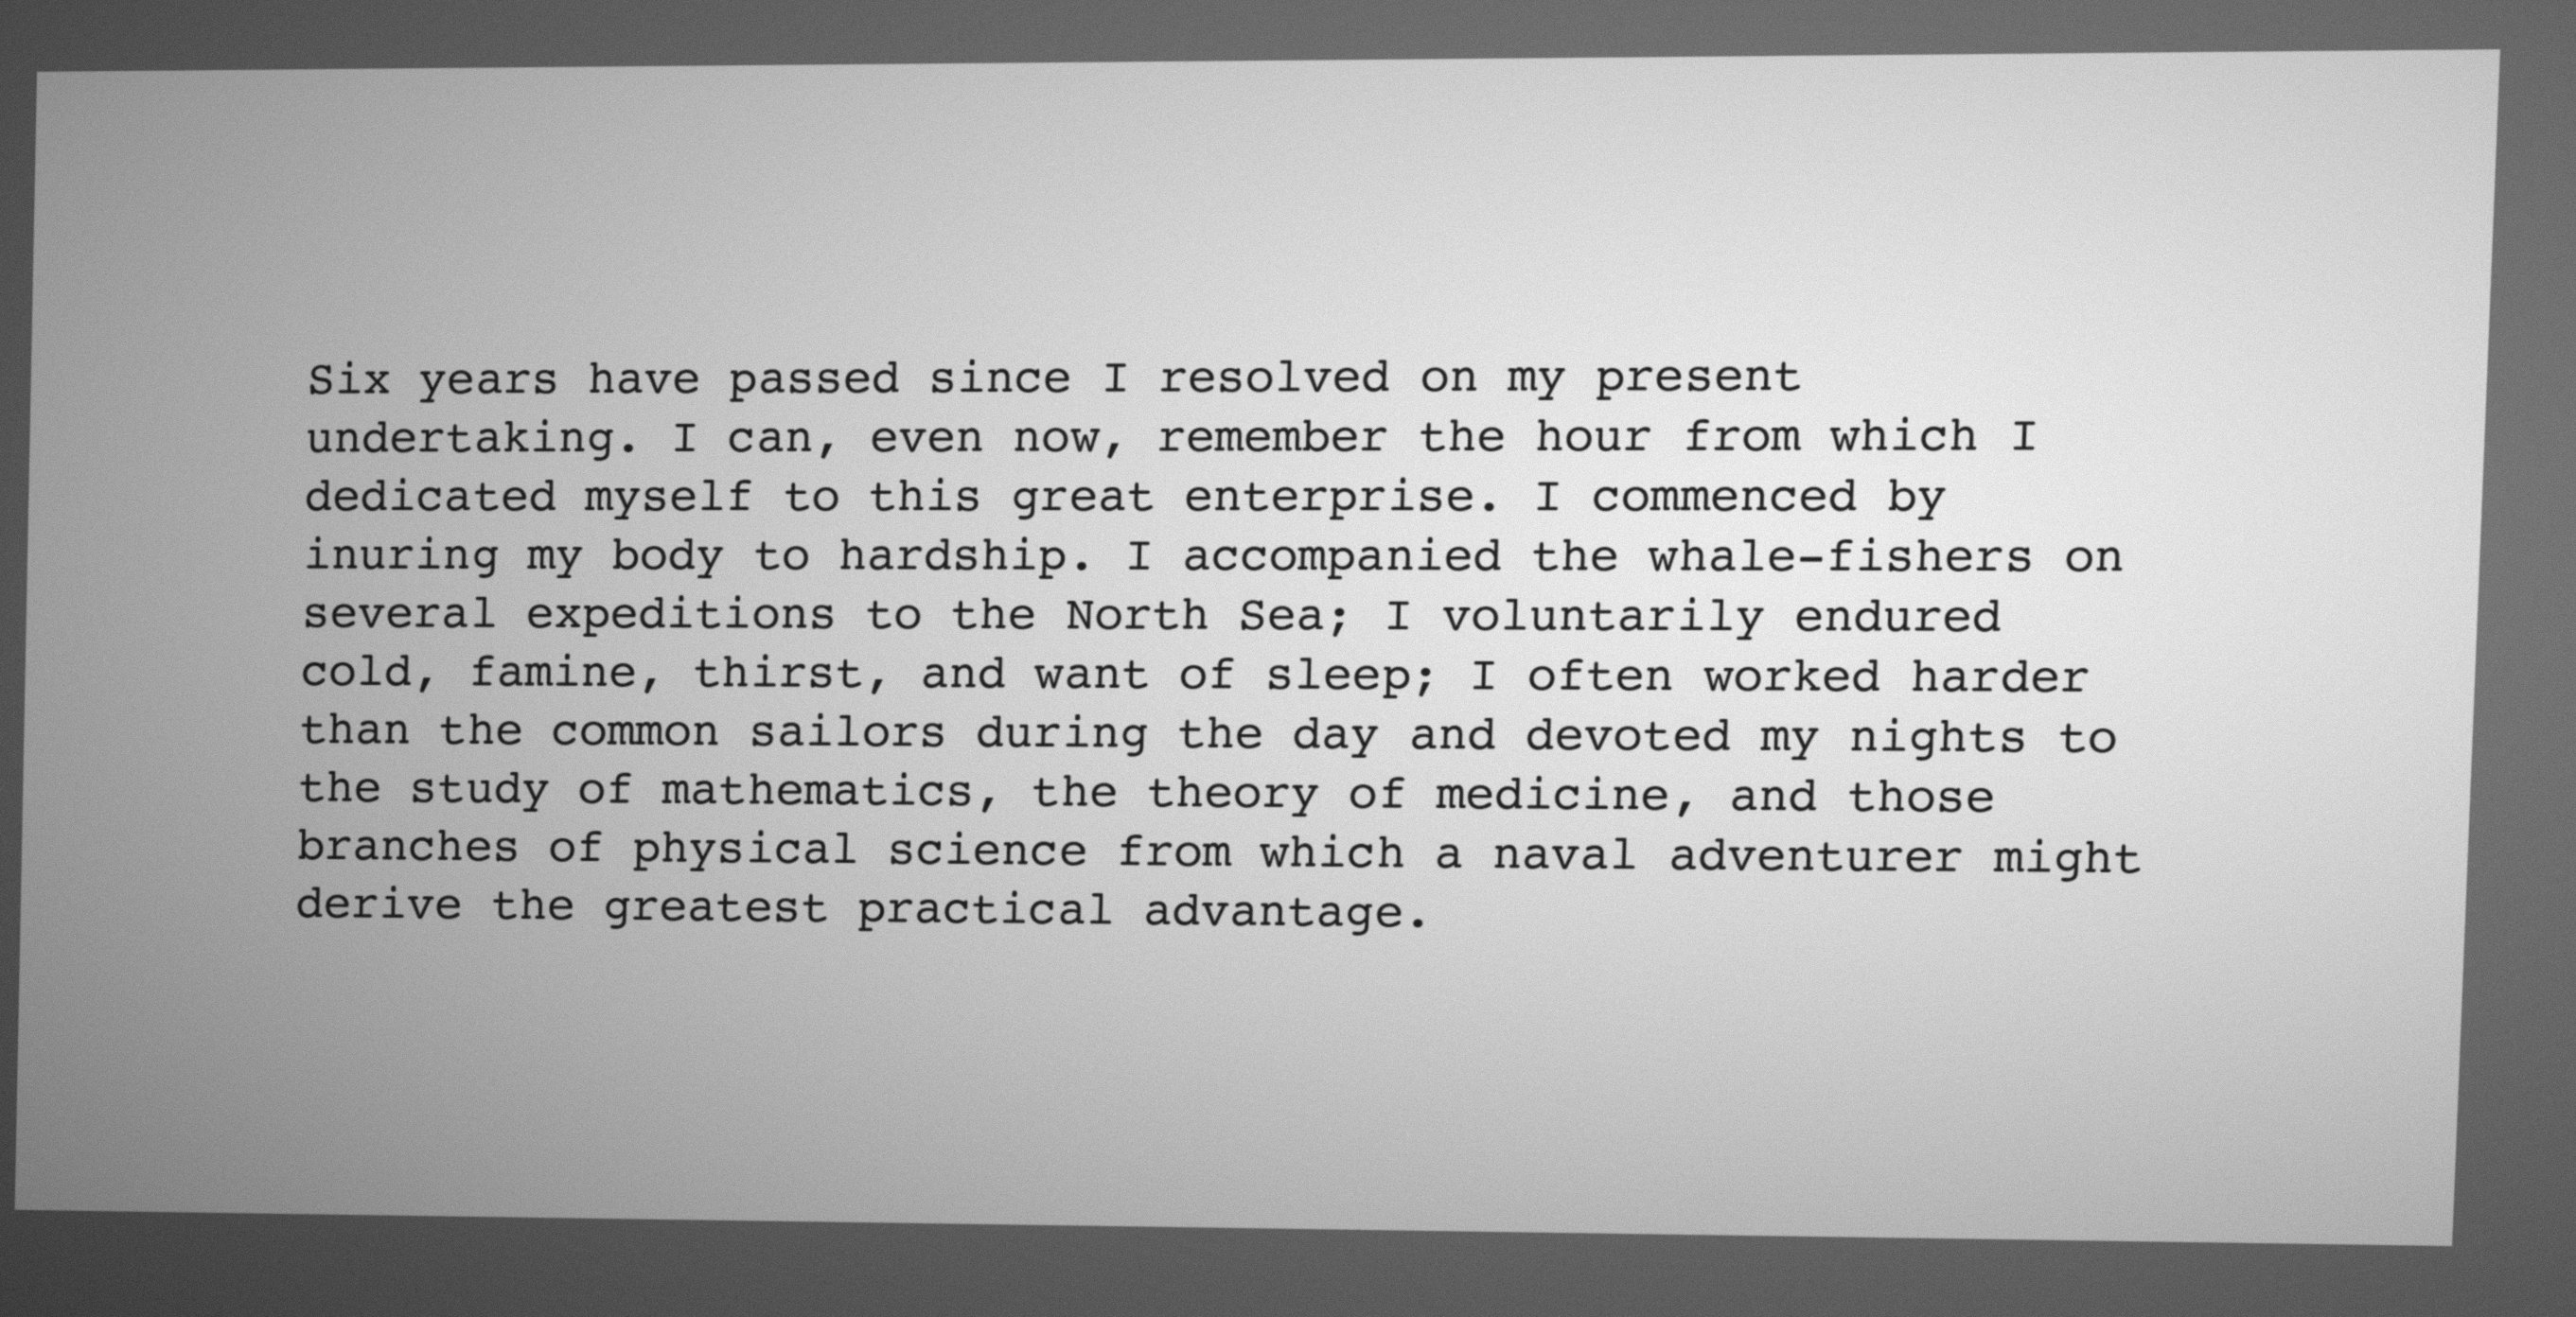 Six years have passed since I resolved on my present
undertaking. I can, even now, remember the hour from which I
dedicated myself to this great enterprise. I commenced by
inuring my body to hardship. I accompanied the whale-fishers on
several expeditions to the North Sea; I voluntarily endured
cold, famine, thirst, and want of sleep; I often worked harder
than the common sailors during the day and devoted my nights to
the study of mathematics, the theory of medicine, and those
branches of physical science from which a naval adventurer might
derive the greatest practical advantage.